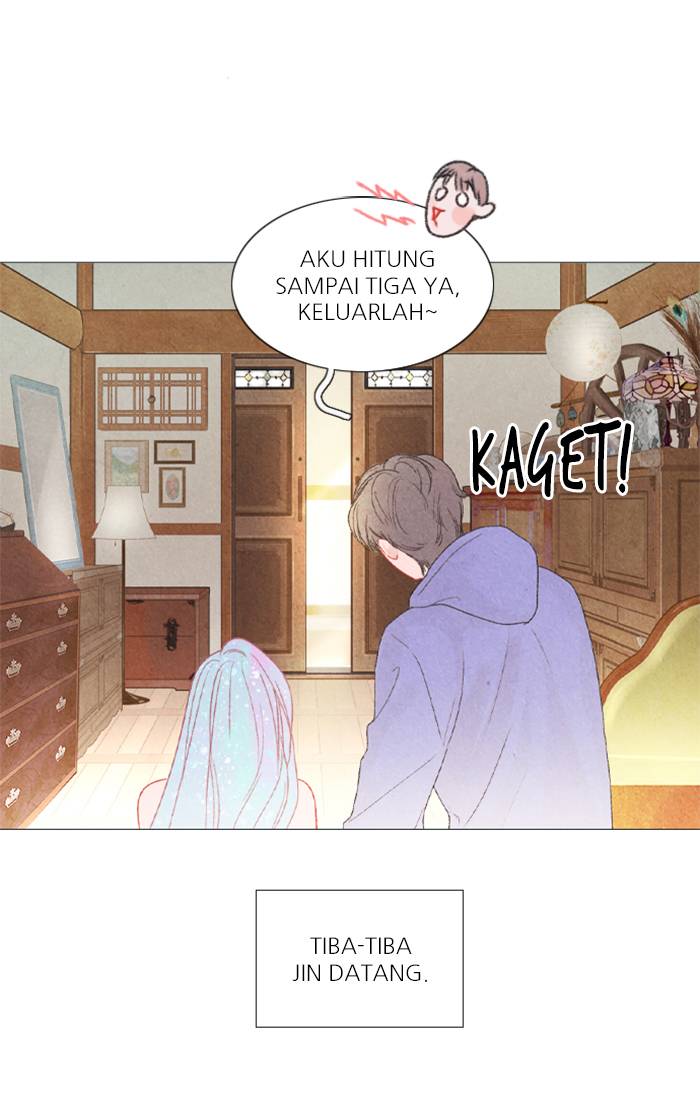 AKU HITUNG
SAMPAI TIGA YA,
KELUARLAH~
KAGET!
TIBA-TIBA
JIN DATANG.